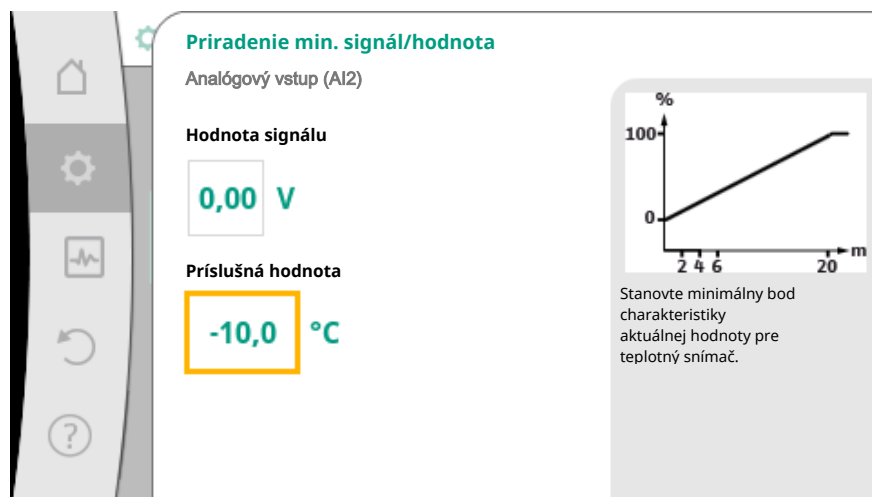 Priradenie min. signál/hodnota
Analógový vstup (AI2)
Hodnota signálu
0,00 V
Príslušná hodnota
-10,0 °C
%
100
0
2 4 6 20 m
Stanovte minimálny bod
charakteristiky
aktuálnej hodnoty pre
teplotný snímač.
?